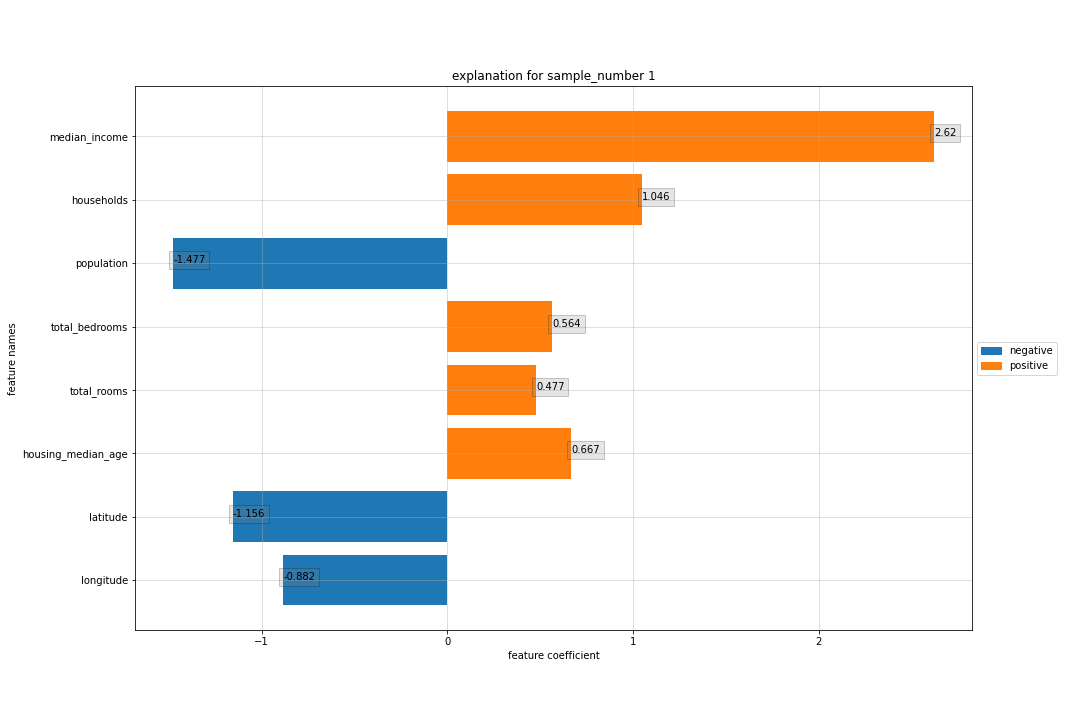 explanation for sample_number 1
median_income
2.62
households
1.046
population
-1.477
total_bedrooms
0.564
total_rooms
0.477
housing_median_age
0.667
latitude
-1.156
longitude
-0.882
feature names
−1
0
1
2
feature coefficient
negative
positive